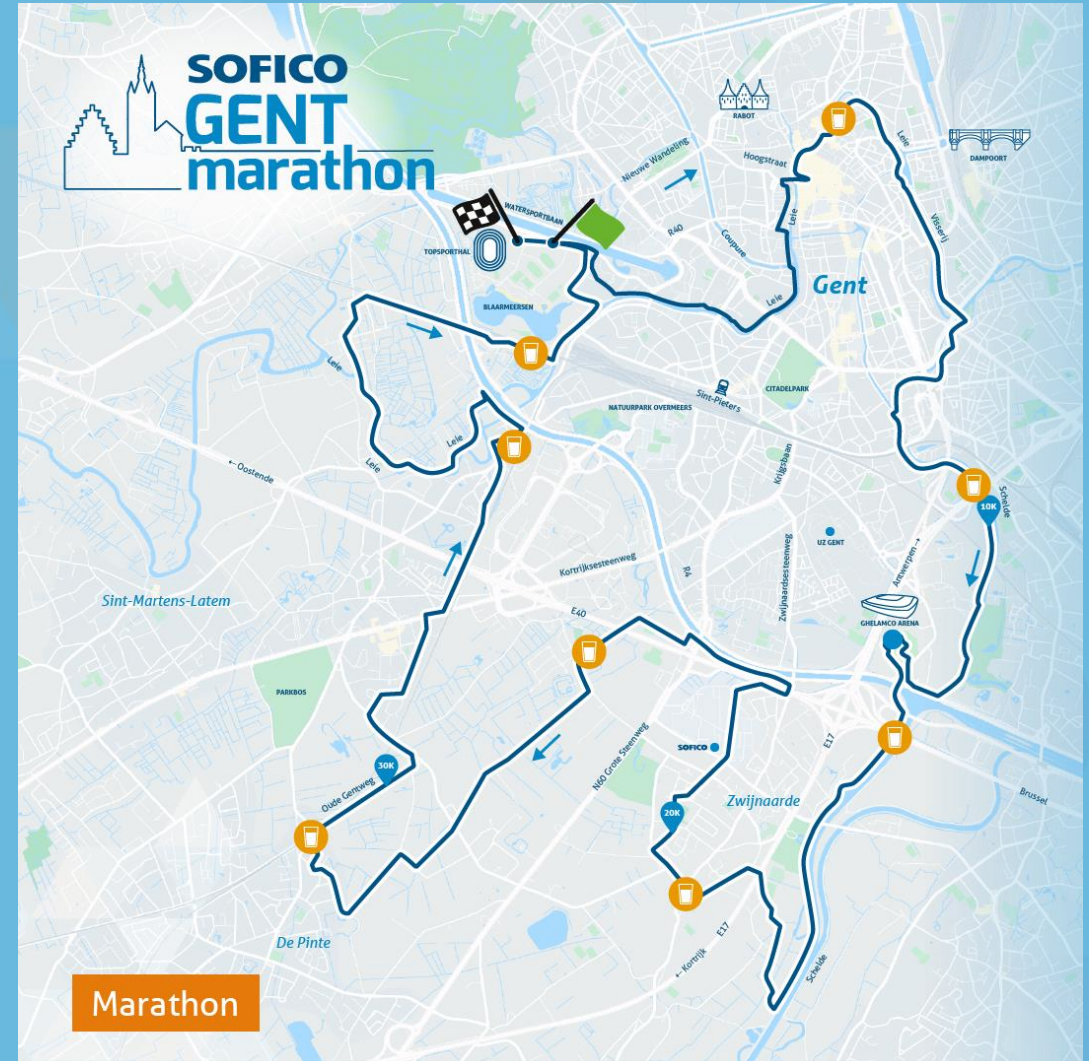 SOFICO
GENT
marathon
RABOT
Hoogstraat
Leie
DAMPOORT
Nieuwe Wandeling
WATERSPORTBAAN
TOPSPORTHAL
R40
Coupure
Leie
Visserij
Gent
BLAARMEERSEN
Leie
Leie
Sint-Pieters
CITADELPARK
NATUURPARK OVERMEERS
Leie
Leie
← Oostende
Krijgsbaan
Schelde
10K
UZ GENT
Antwerpen →
Kortrijksesteenweg
R4
Zwijnaardsesteenweg
Sint-Martens-Latem
E40
GHELAMCO ARENA
PARKBOS
N60 Grote Steenweg
SOFICO
E17
30K
Oude Gentweg
Zwijnaarde
20K
Brussel
De Pinte
E17
← Kortrijk
Schelde
Marathon